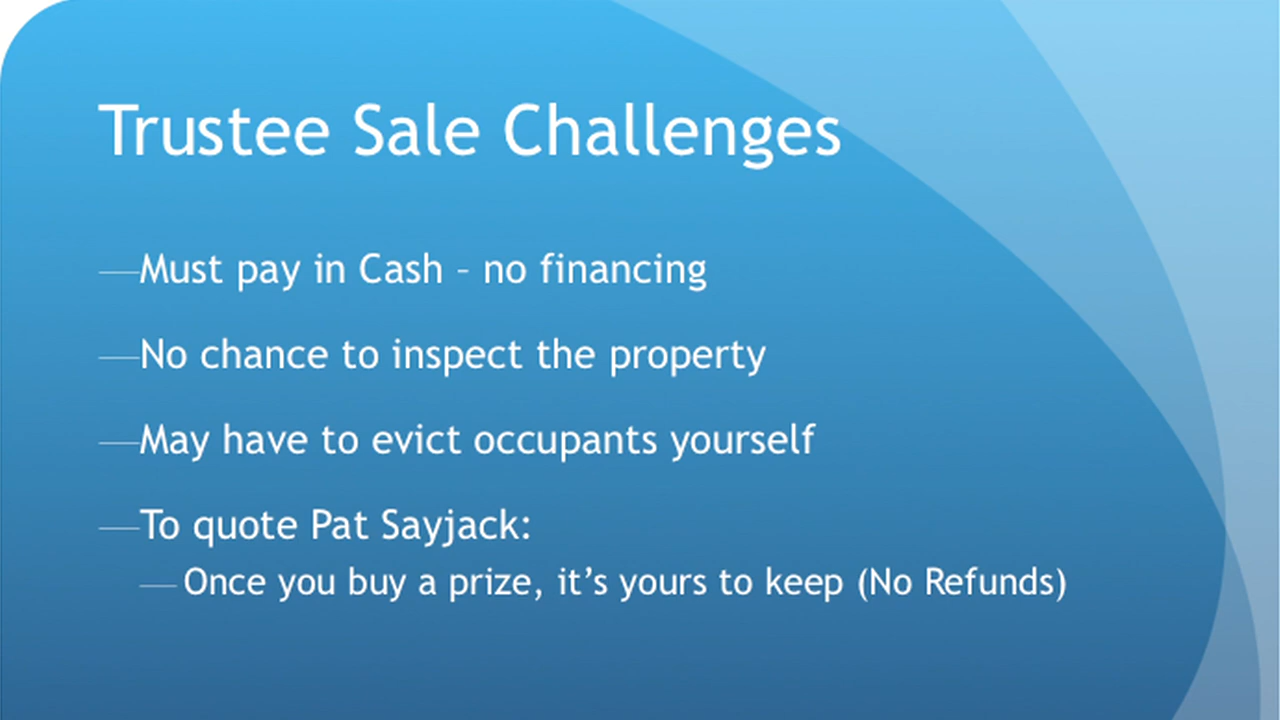 Trustee Sale Challenges
—Must pay in Cash – no financing
—No chance to inspect the property
—May have to evict occupants yourself
—To quote Pat Sayjack:
— Once you buy a prize, it’s yours to keep (No Refunds)